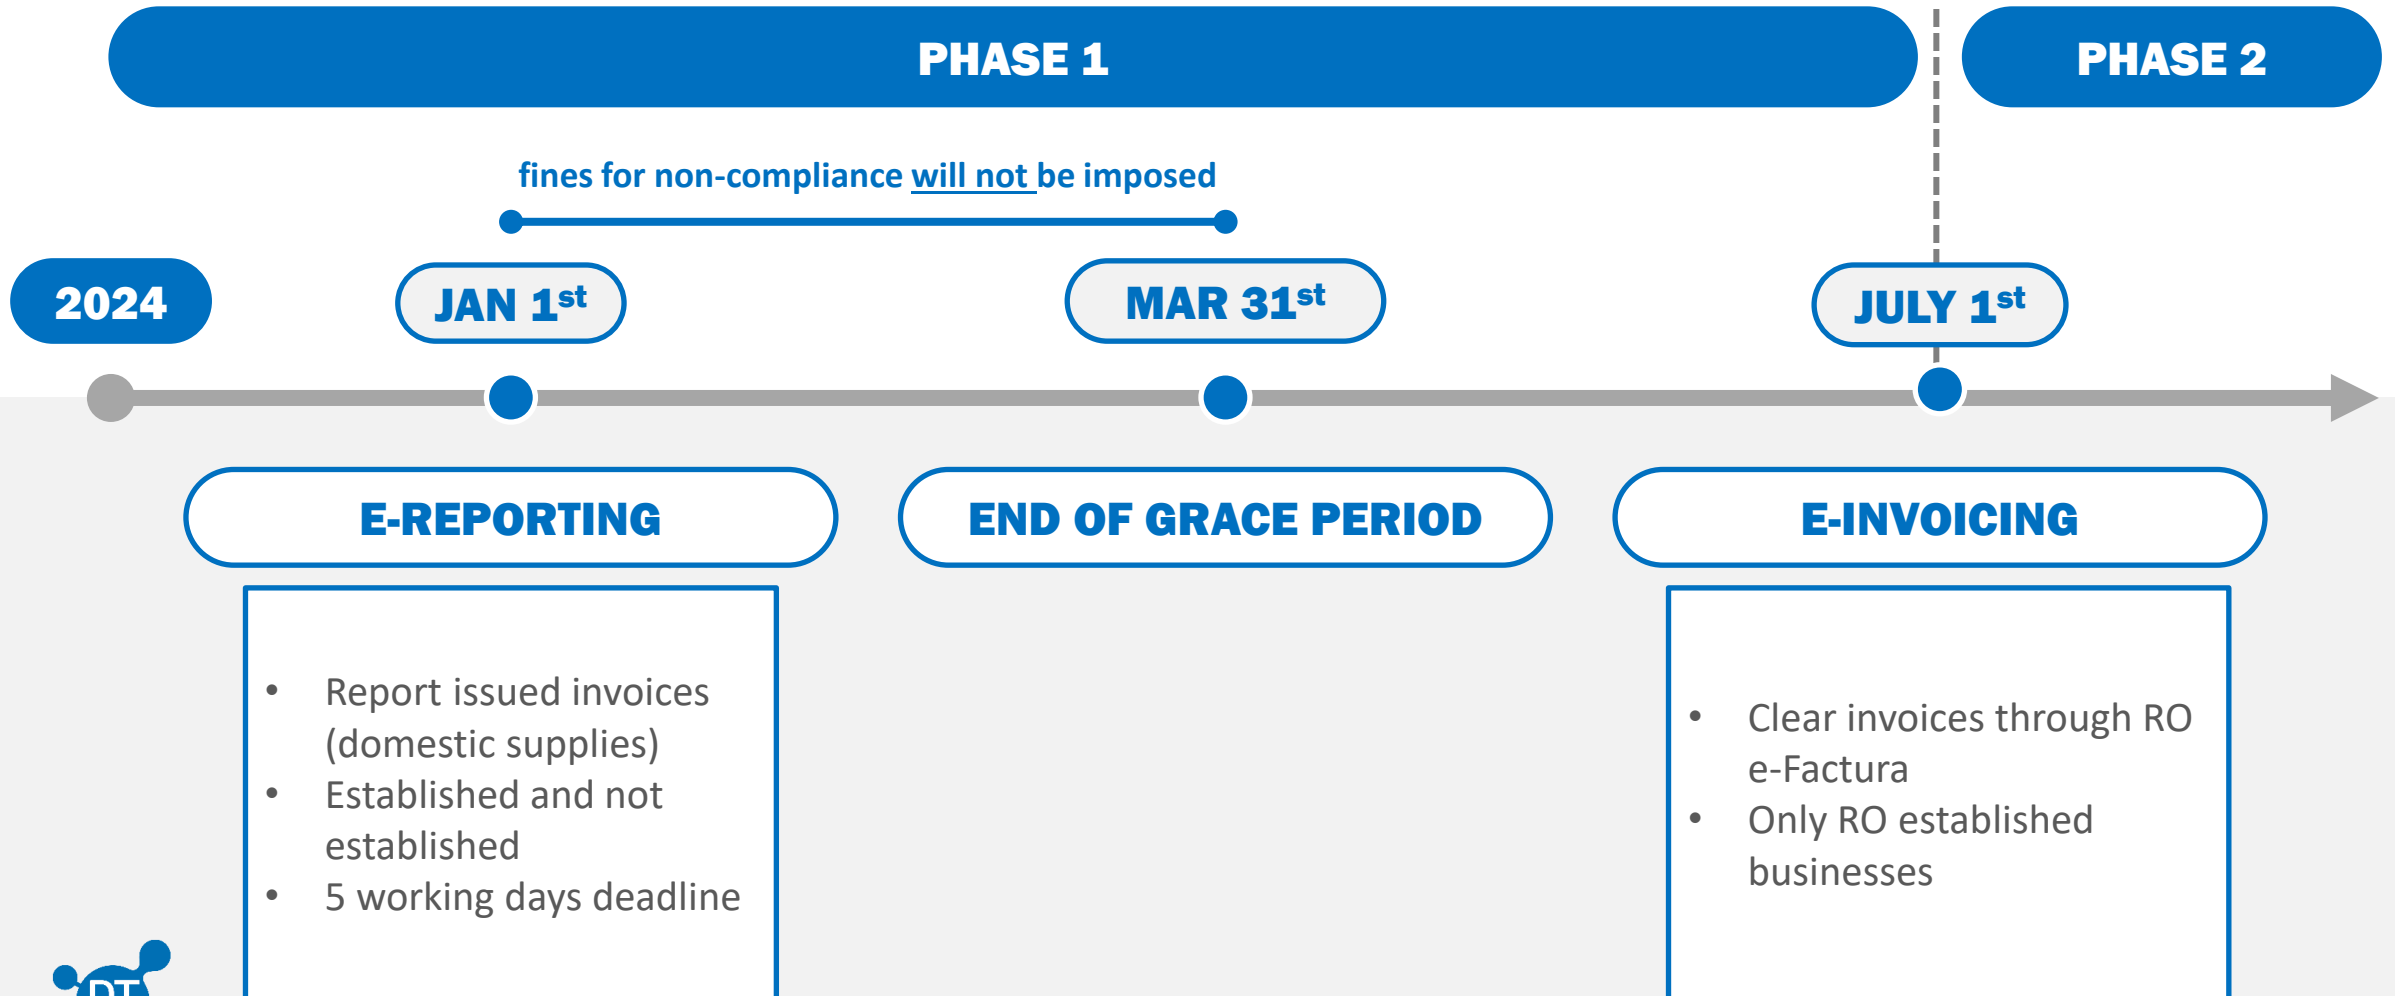 PHASE 1
PHASE 2
fines for non-compliance will not be imposed
2024
JAN 1st
MAR 31st
JULY 1st
E-REPORTING
END OF GRACE PERIOD
E-INVOICING
• Report issued invoices
(domestic supplies)
• Established and not
established
• 5 working days deadline
• Clear invoices through RO
e-Factura
• Only RO established
businesses
DT